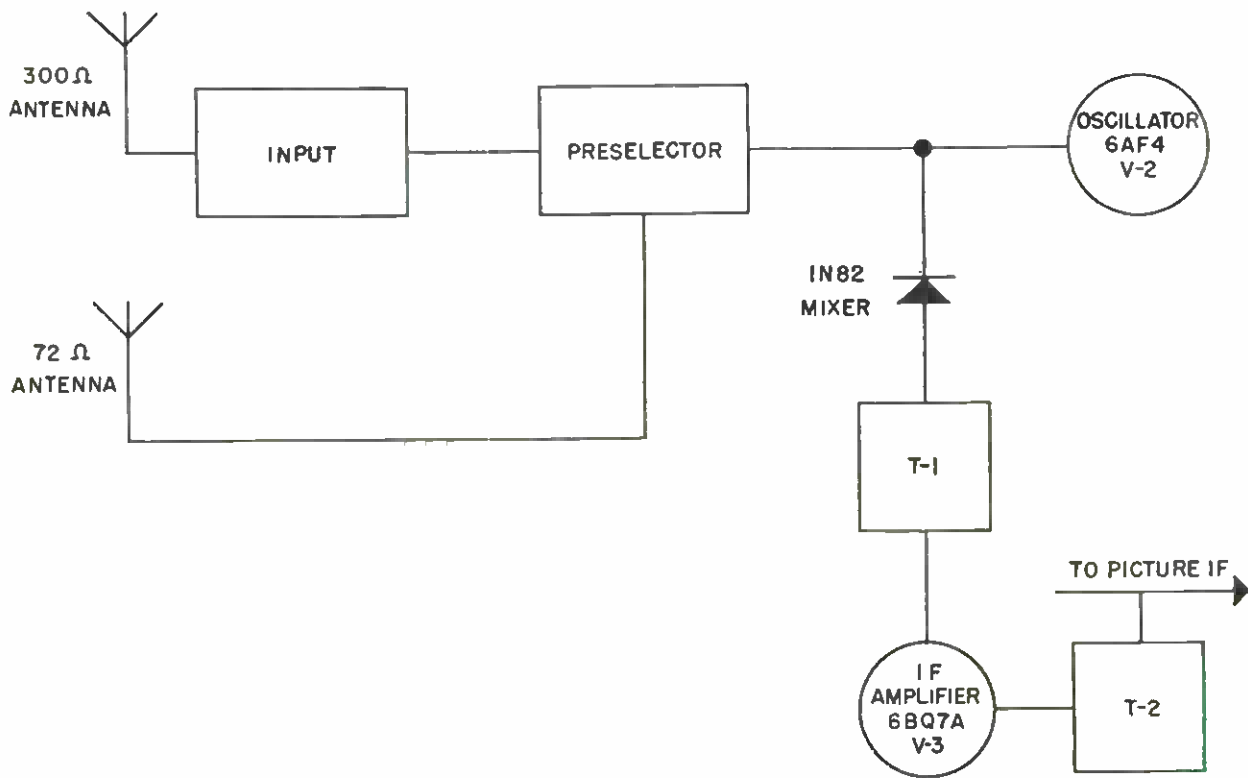 300 Ω
ANTENNA
INPUT
PRESELECTOR
OSCILLATOR
6AF4
V-2
IN82
MIXER
72 Ω
ANTENNA
T-1
TO PICTURE IF
IF
AMPLIFIER
6BQ7A
V-3
T-2